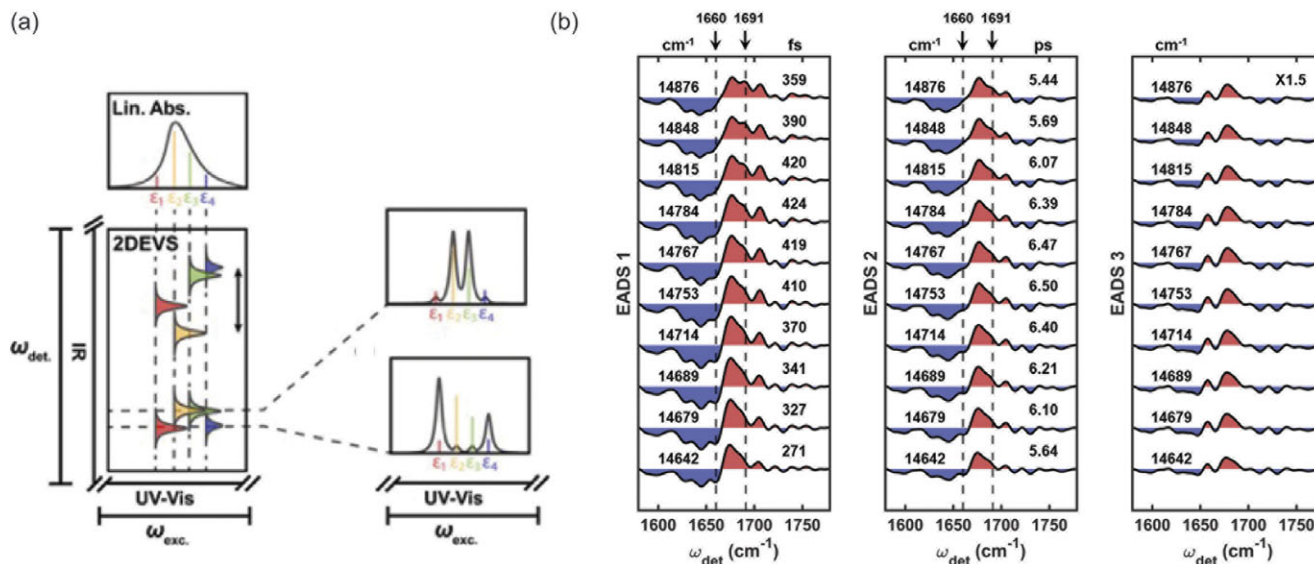 (a)
Lin. Abs.
ε1 ε2 ε3 ε4
2DEVS
ωdet.
IR
UV-Vis
ωexc.
ε1 ε2 ε3 ε4
ε1 ε2 ε3 ε4
UV-Vis
ωexc.
(b)
1660 1691
cm-1 fs
EADS 1
14876 359
14848 390
14815 420
14784 424
14767 419
14753 410
14714 370
14689 341
14679 327
14642 271
1600 1650 1700 1750
ωdet (cm-1)
1660 1691
cm-1 ps
EADS 2
14876 5.44
14848 5.69
14815 6.07
14784 6.39
14767 6.47
14753 6.50
14714 6.40
14689 6.21
14679 6.10
14642 5.64
1600 1650 1700 1750
ωdet (cm-1)
cm-1
EADS 3
14876 X1.5
14848
14815
14784
14767
14753
14714
14689
14679
14642
1600 1650 1700 1750
ωdet (cm-1)